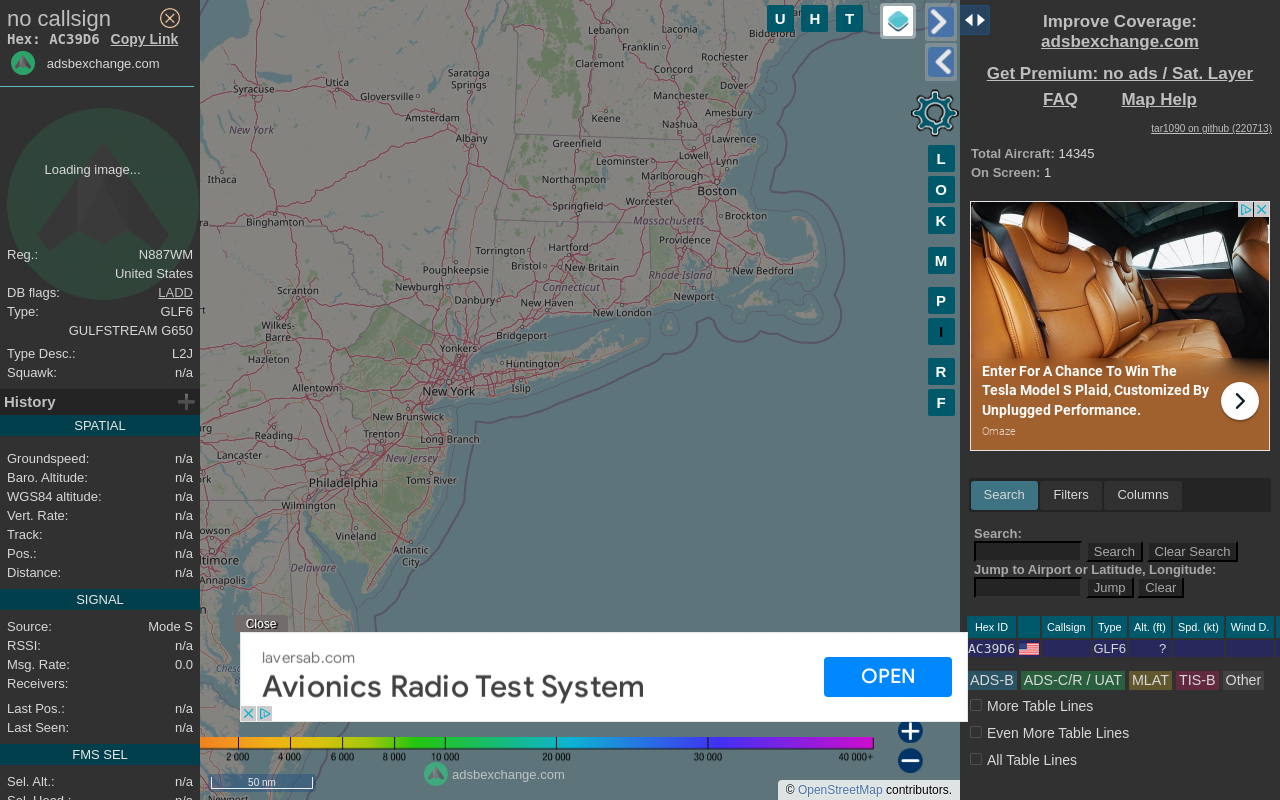 no callsign
Hex: AC39D6 Copy Link
adsbexchange.com
Loading image...
Reg.: N887WM
United States
DB flags: LADD
Type: GLF6
GULFSTREAM G650
Type Desc.: L2J
Squawk: n/a
History
SPATIAL
Groundspeed: n/a
Baro. Altitude: n/a
WGS84 altitude: n/a
Vert. Rate: n/a
Track: n/a
Pos.: n/a
Distance: n/a
SIGNAL
Source: Mode S
RSSI: n/a
Msg. Rate: 0.0
Receivers:
Last Pos.: n/a
Last Seen: n/a
FMS SEL
Sel. Alt.: n/a
U H T
L
O
K
M
P
I
R
F
Lebanon
Laconia
Biddeford
Franklin
Claremont
Rochester
Concord
Dover
Saratoga
Springs
Utica
Syracuse
Gloversville
Manchester
Amesbury
Keene
Amsterdam
Nashua
New York
Albany
Lawrence
Greenfield
Lowell
Leominster
Lynn
Ithaca
Northampton
Marlborough
Boston
Worcester
Springfield
Binghamton
Massachusetts
Brockton
Providence
Torrington
Hartford
Bristol
New Britain
New Bedford
Poughkeepsie
Rhode Island
Scranton
Newburgh
Connecticut
Danbury
New Haven
Newport
New London
Wilkes-
Barre
Bridgeport
Yonkers
Hazleton
Huntington
Allentown
New York
Islip
New Brunswick
Reading
Trenton
Long Branch
Lancaster
New Jersey
Toms River
Philadelphia
Wilmington
Vineland
Atlantic
City
Delaware
Annapolis
Close
laversab.com
Avionics Radio Test System
OPEN
2 000 4 000 6 000 8 000 10 000 20 000 30 000 40 000+
adsbexchange.com
50 nm
© OpenStreetMap contributors.
Improve Coverage:
adsbexchange.com
Get Premium: no ads / Sat. Layer
FAQ Map Help
tar1090 on github (220713)
Total Aircraft: 14345
On Screen: 1
Enter For A Chance To Win The
Tesla Model S Plaid, Customized By
Unplugged Performance.
Omaze
Search Filters Columns
Search:
Search Clear Search
Jump to Airport or Latitude, Longitude:
Jump Clear
Hex ID Callsign Type Alt. (ft) Spd. (kt) Wind D.
AC39D6 GLF6 ?
ADS-B ADS-C/R / UAT MLAT TIS-B Other
More Table Lines
Even More Table Lines
All Table Lines